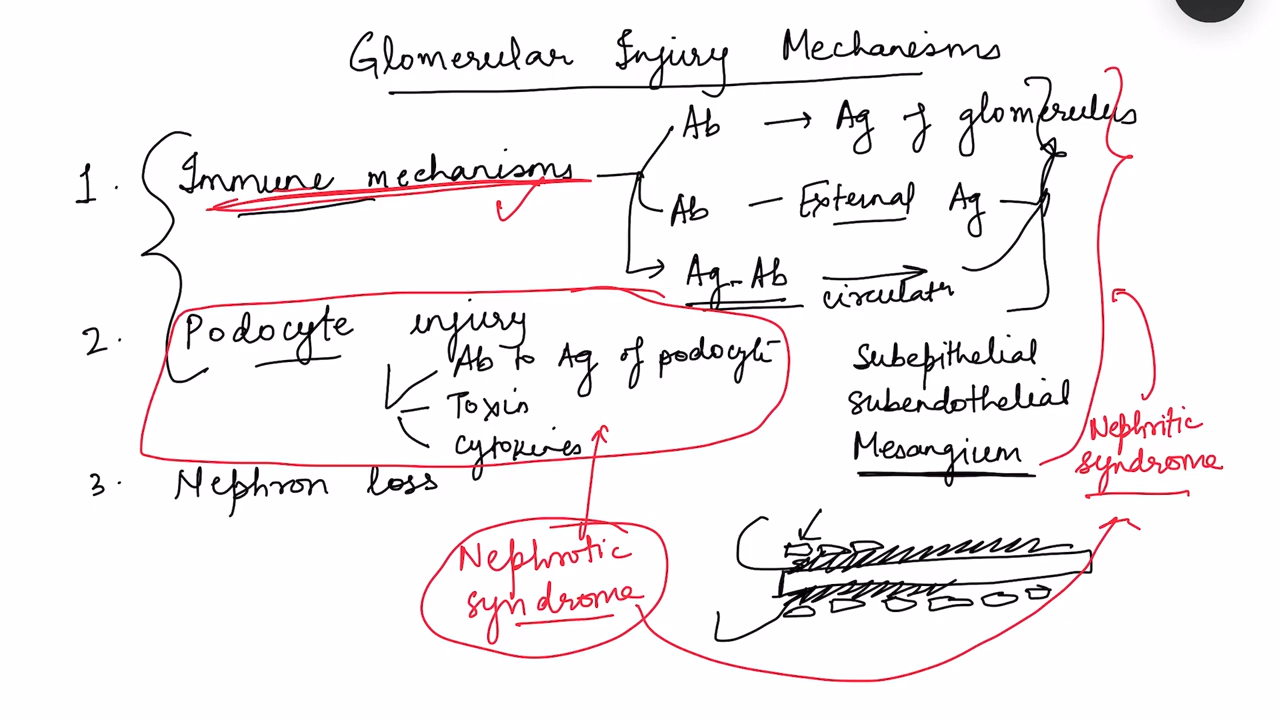 Glomerular Injury Mechanisms
1. Immune mechanisms
Ab → Ag of glomerulus
Ab — External Ag
Ag-Ab circulatn
2. Podocyte injury
Ab to Ag of podocyte
Toxin
Cytokines
3. Nephron loss
Subepithelial
subendothelial
Mesangium
Nephritic
syndrome
Nephrotic
syndrome